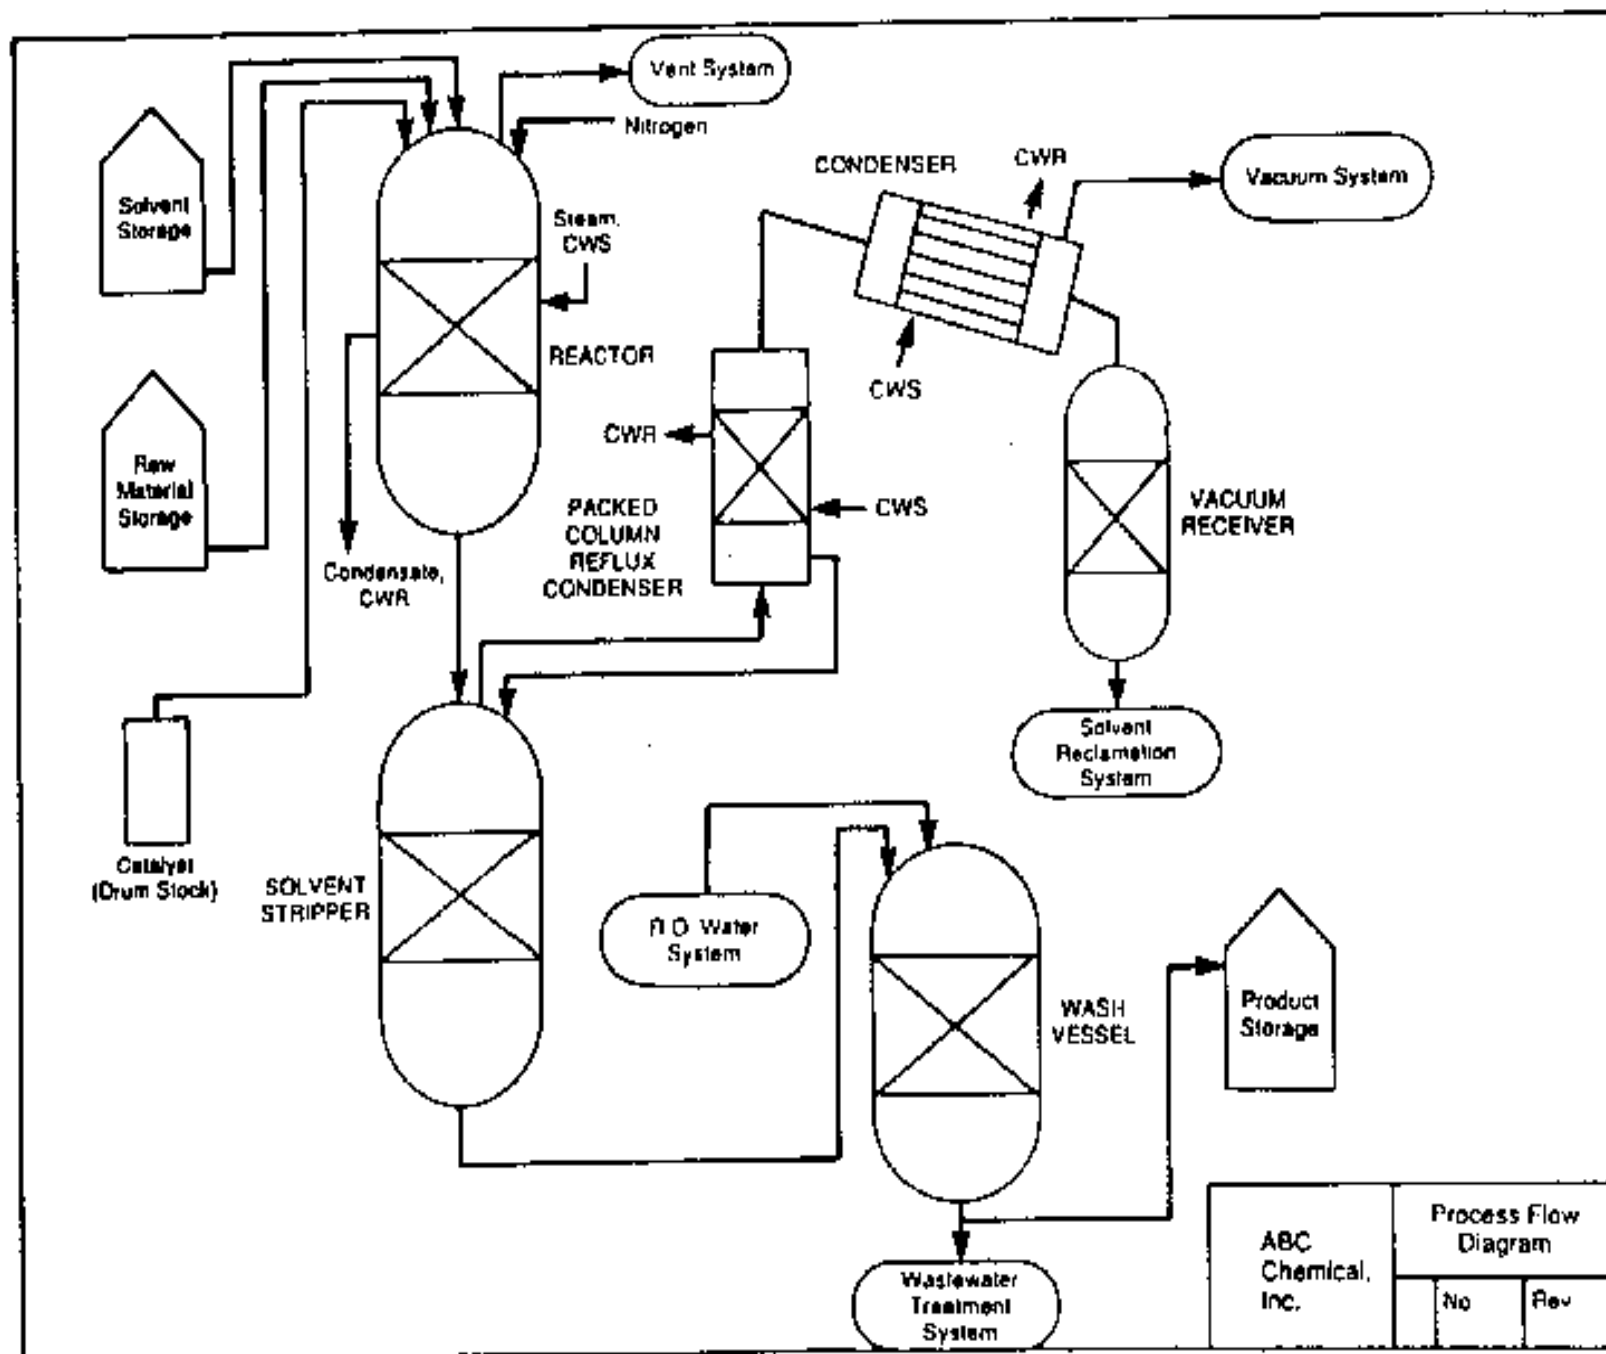 Vent System
Nitrogen
CONDENSER
CWR
Vacuum System
Solvent
Storage
Steam,
CWS
REACTOR
CWS
CWR
Raw
Material
Storage
PACKED
COLUMN
REFLUX
CONDENSER
CWS
VACUUM
RECEIVER
Condensate,
CWR
Solvent
Reclamation
System
Catalyst
(Drum Stock)
SOLVENT
STRIPPER
R.O. Water
System
WASH
VESSEL
Product
Storage
Wastewater
Treatment
System
ABC
Chemical,
Inc.
Process Flow
Diagram
No
Rev